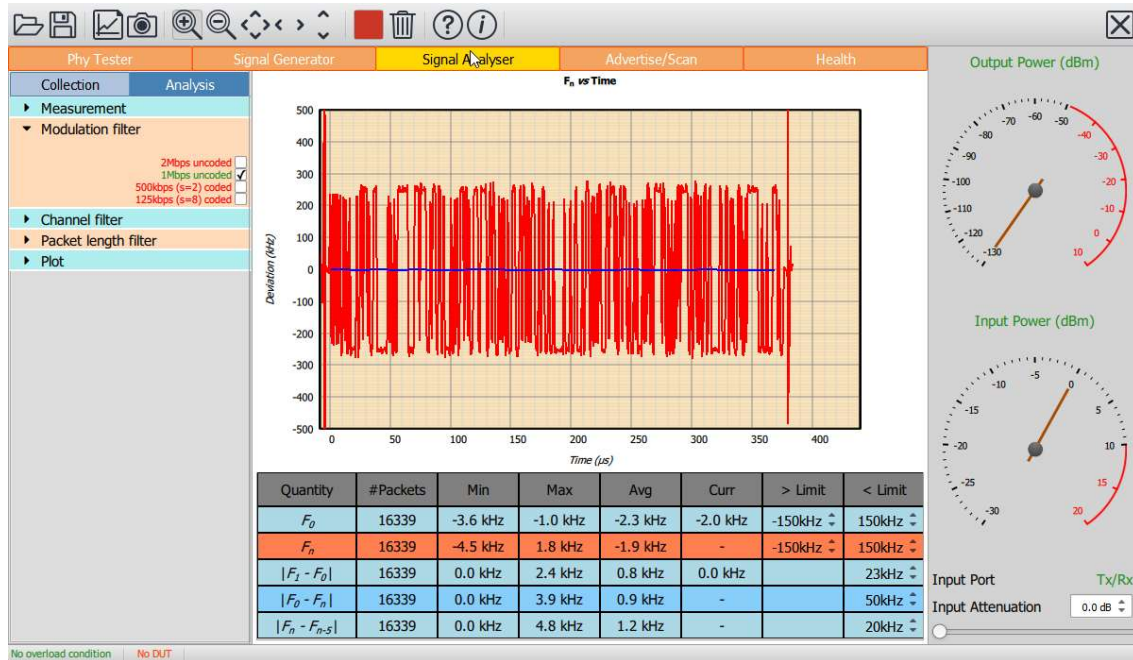 Phy Tester Signal Generator Signal Analyser Advertise/Scan Health
Collection Analysis
Measurement
Modulation filter
2Mbps uncoded
1Mbps uncoded
500kbps (s=2) coded
125kbps (s=8) coded
Channel filter
Packet length filter
Plot
Fn vs Time
Deviation (kHz)
500
400
300
200
100
0
-100
-200
-300
-400
-500
0 50 100 150 200 250 300 350 400
Time (μs)
Quantity #Packets Min Max Avg Curr > Limit < Limit
F0 16339 -3.6 kHz -1.0 kHz -2.3 kHz -2.0 kHz -150kHz 150kHz
Fn 16339 -4.5 kHz 1.8 kHz -1.9 kHz - -150kHz 150kHz
|F1 - F0| 16339 0.0 kHz 2.4 kHz 0.8 kHz 0.0 kHz 23kHz
|F0 - Fn| 16339 0.0 kHz 3.9 kHz 0.9 kHz - 50kHz
|Fn - Fn-5| 16339 0.0 kHz 4.8 kHz 1.2 kHz - 20kHz
Output Power (dBm)
-130 -120 -110 -100 -90 -80 -70 -60 -50 -40 -30 -20 -10 0 10
Input Power (dBm)
-30 -25 -20 -15 -10 -5 0 5 10 15 20
Input Port Tx/Rx
Input Attenuation 0.0 dB
No overload condition No DUT